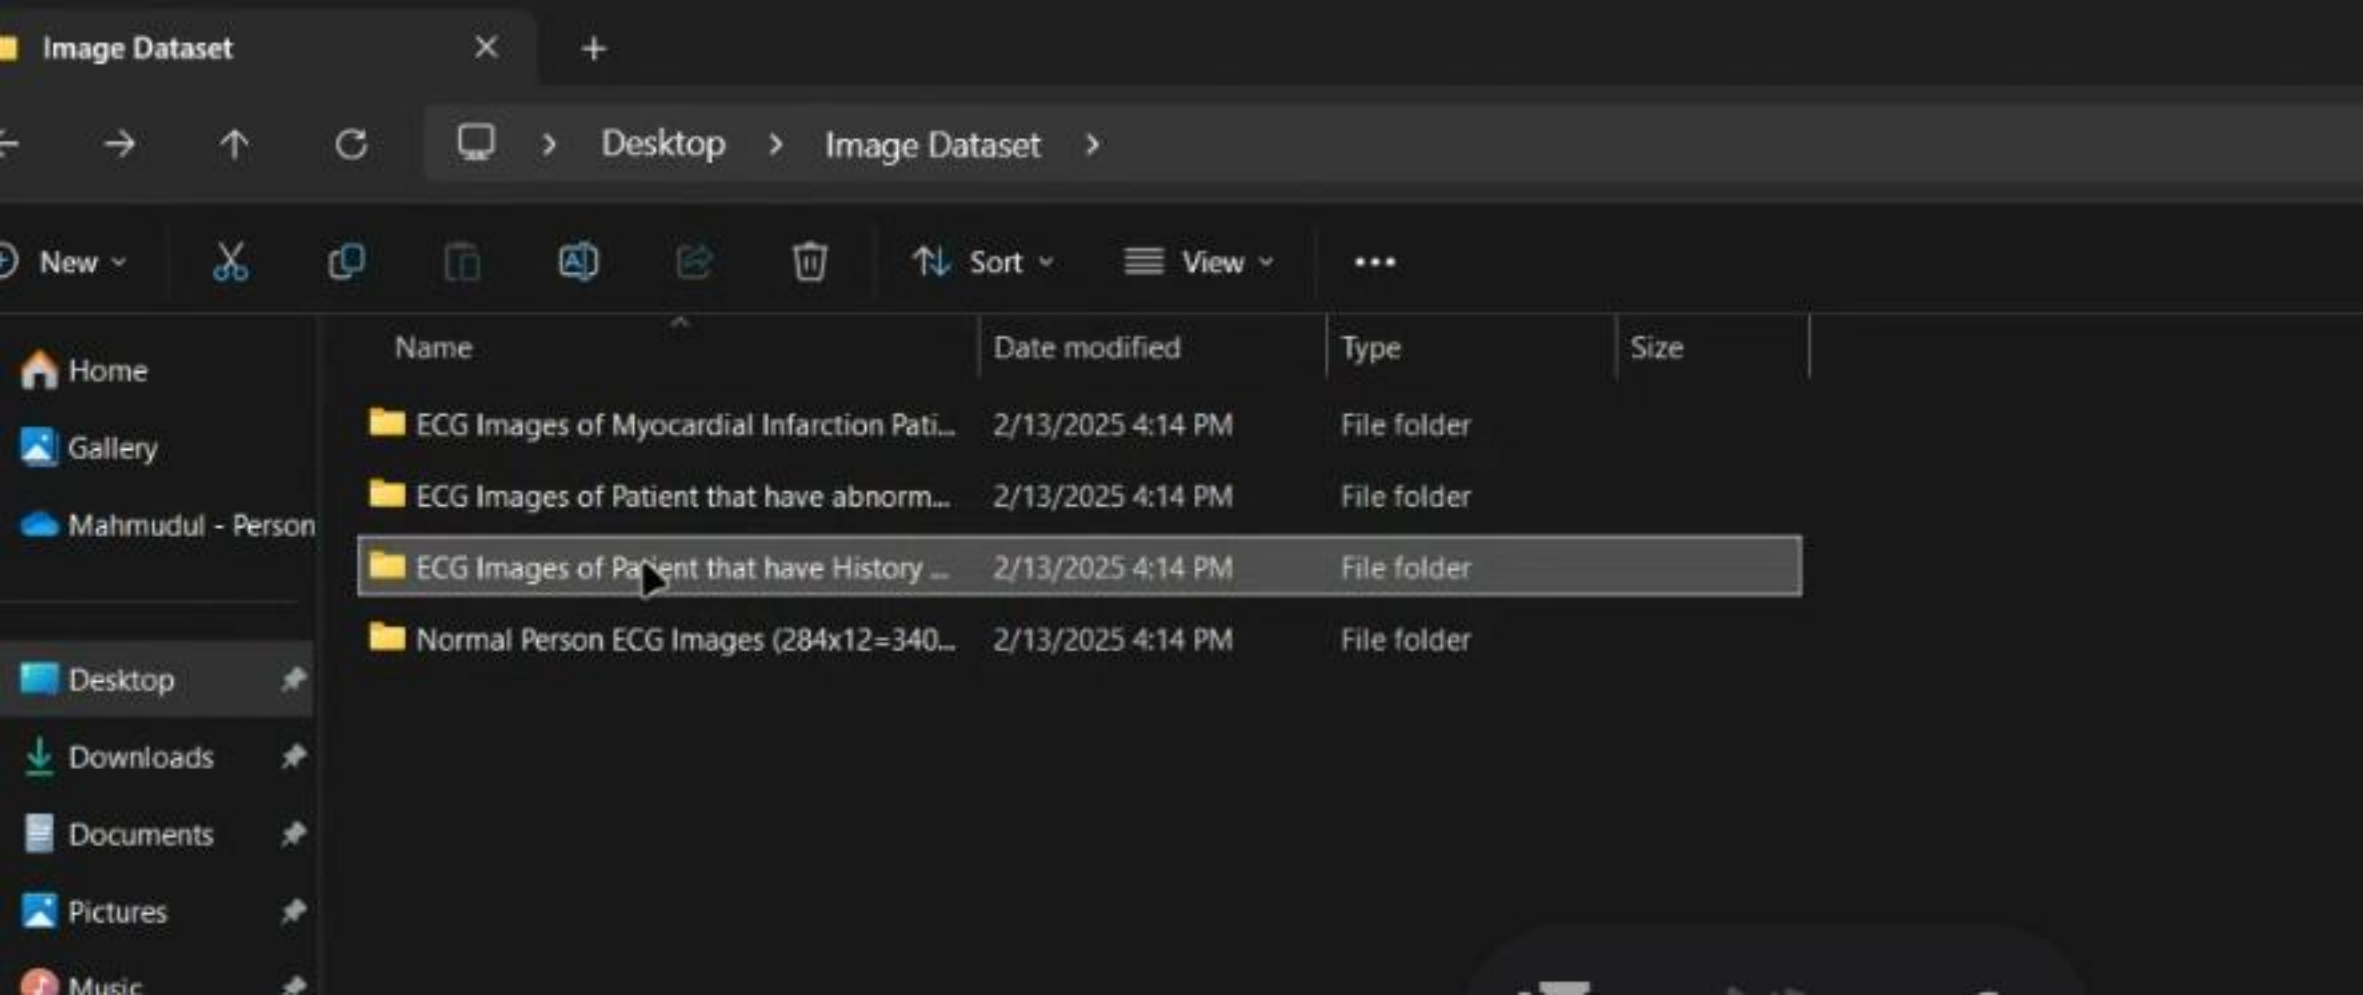 Image Dataset
Desktop Image Dataset
New Sort View
Name Date modified Type Size
Home
Gallery
Mahmudul - Person
Desktop
Downloads
Documents
Pictures
Music
ECG Images of Myocardial Infarction Pati... 2/13/2025 4:14 PM File folder
ECG Images of Patient that have abnorm... 2/13/2025 4:14 PM File folder
ECG Images of Patient that have History ... 2/13/2025 4:14 PM File folder
Normal Person ECG Images (284x12=340... 2/13/2025 4:14 PM File folder